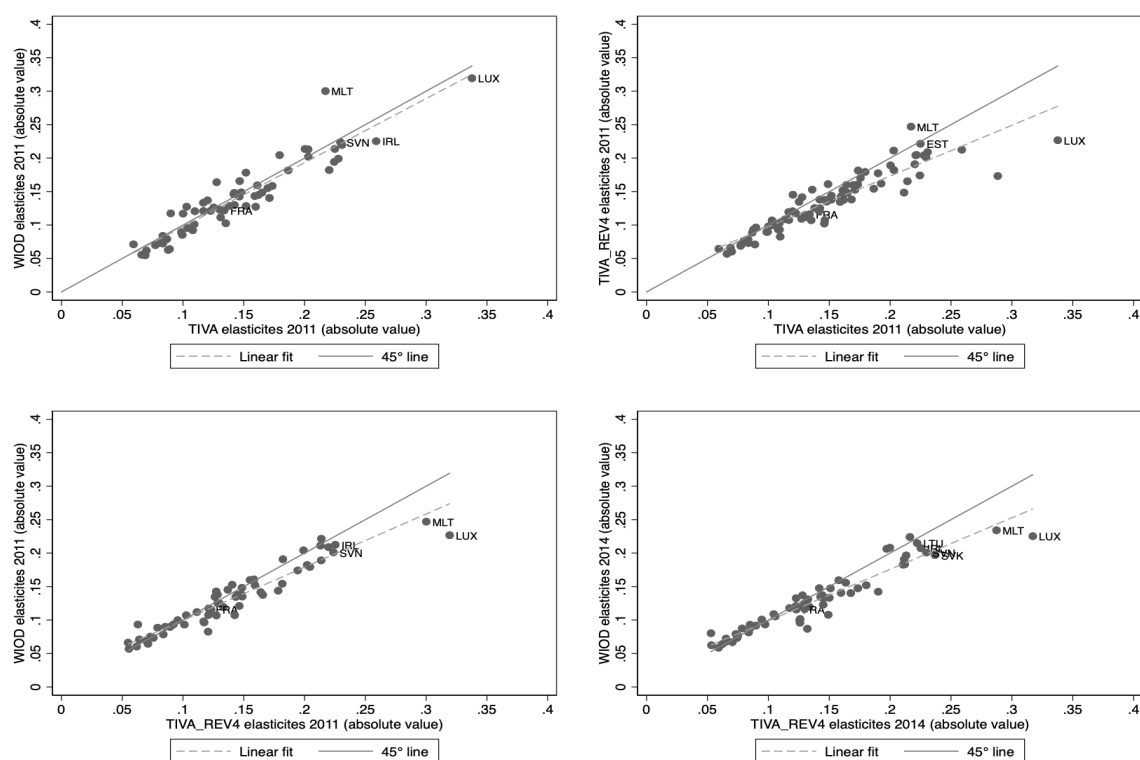 WIOD elasticites 2011 (absolute value)
.4
.35
.3
.25
.2
.15
.1
.05
0
MLT
LUX
SVN
IRL
FRA
0 .05 .1 .15 .2 .25 .3 .35 .4
TIVA elasticites 2011 (absolute value)
Linear fit 45° line
TIVA_REV4 elasticites 2011 (absolute value)
.4
.35
.3
.25
.2
.15
.1
.05
0
MLT
EST
LUX
FRA
0 .05 .1 .15 .2 .25 .3 .35 .4
TIVA elasticites 2011 (absolute value)
Linear fit 45° line
WIOD elasticites 2011 (absolute value)
.4
.35
.3
.25
.2
.15
.1
.05
0
MLT
LUX
IRL
SVN
FRA
0 .05 .1 .15 .2 .25 .3 .35 .4
TIVA_REV4 elasticites 2011 (absolute value)
Linear fit 45° line
WIOD elasticites 2014 (absolute value)
.4
.35
.3
.25
.2
.15
.1
.05
0
MLT
LUX
LTU
SVN
SVK
0 .05 .1 .15 .2 .25 .3 .35 .4
TIVA_REV4 elasticites 2014 (absolute value)
Linear fit 45° line